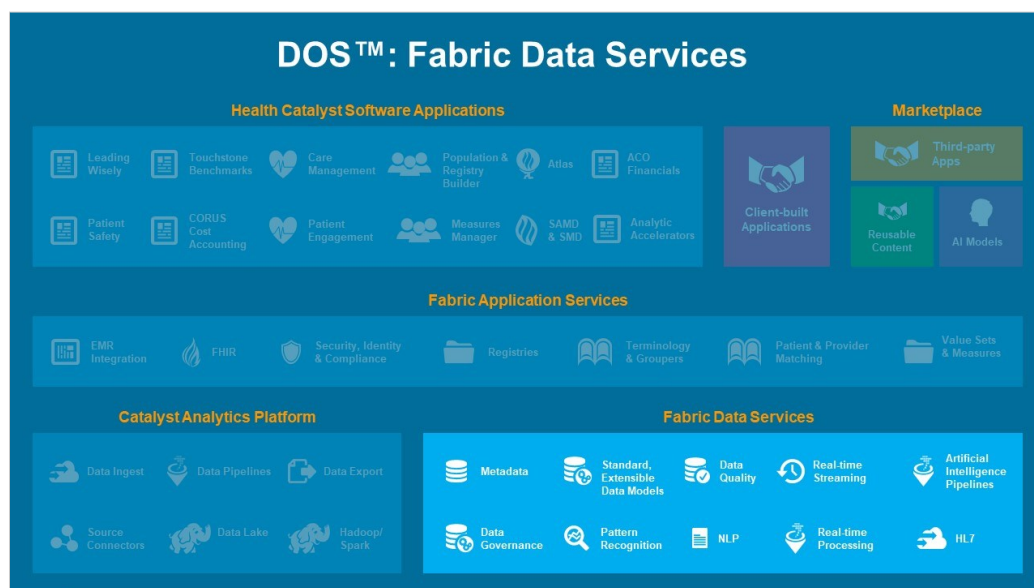 DOS™: Fabric Data Services
Health Catalyst Software Applications
Leading
Wisely
Touchstone
Benchmarks
Care
Management
Population &
Registry
Builder
Atlas
ACO
Financials
Patient
Safety
CORUS
Cost
Accounting
Patient
Engagement
Measures
Manager
SAMD
& SMD
Analytic
Accelerators
Client-built
Applications
Marketplace
Third-party
Apps
Reusable
Content
AI Models
Fabric Application Services
EMR
Integration
FHIR
Security, Identity
& Compliance
Registries
Terminology
& Groupers
Patient & Provider
Matching
Value Sets
& Measures
Catalyst Analytics Platform
Data Ingest
Data Pipelines
Data Export
Source
Connectors
Data Lake
Hadoop/
Spark
Fabric Data Services
Metadata
Standard,
Extensible
Data Models
Data
Quality
Real-time
Streaming
Artificial
Intelligence
Pipelines
Data
Governance
Pattern
Recognition
NLP
Real-time
Processing
HL7